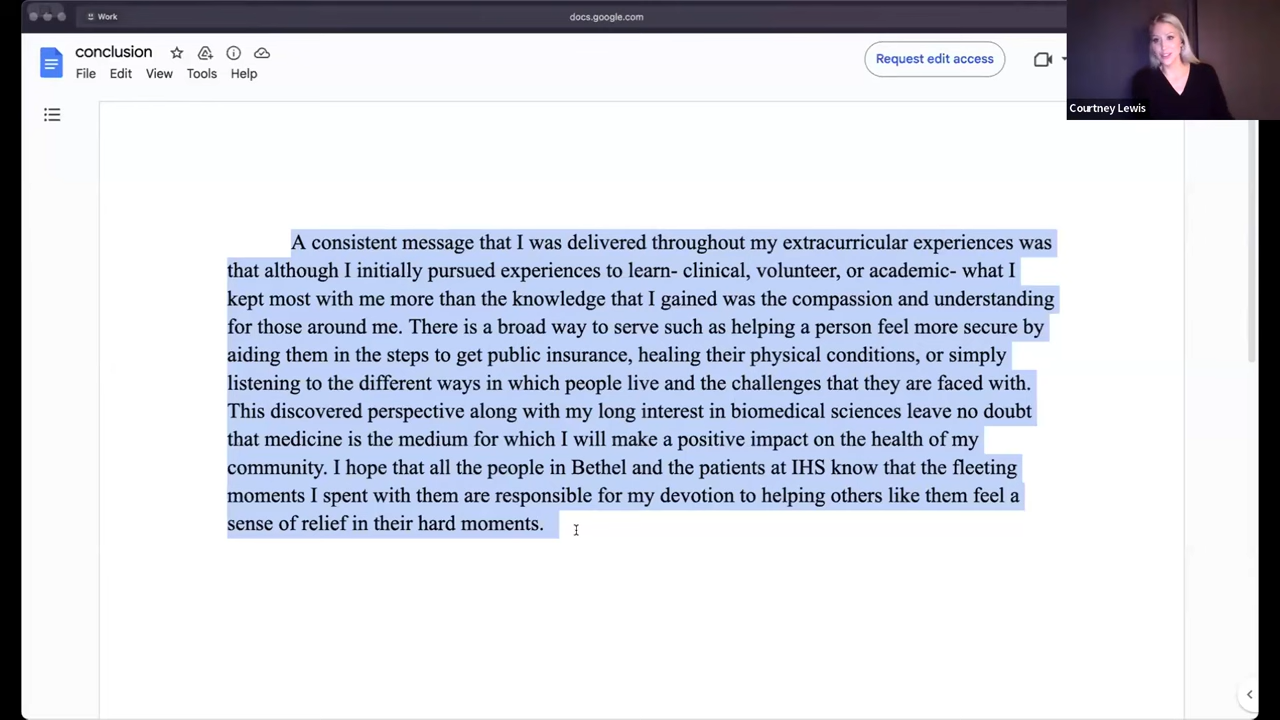 Work
docs.google.com
conclusion
File Edit View Tools Help
Request edit access
Courtney Lewis
A consistent message that I was delivered throughout my extracurricular experiences was
that although I initially pursued experiences to learn- clinical, volunteer, or academic- what I
kept most with me more than the knowledge that I gained was the compassion and understanding
for those around me. There is a broad way to serve such as helping a person feel more secure by
aiding them in the steps to get public insurance, healing their physical conditions, or simply
listening to the different ways in which people live and the challenges that they are faced with.
This discovered perspective along with my long interest in biomedical sciences leave no doubt
that medicine is the medium for which I will make a positive impact on the health of my
community. I hope that all the people in Bethel and the patients at IHS know that the fleeting
moments I spent with them are responsible for my devotion to helping others like them feel a
sense of relief in their hard moments.